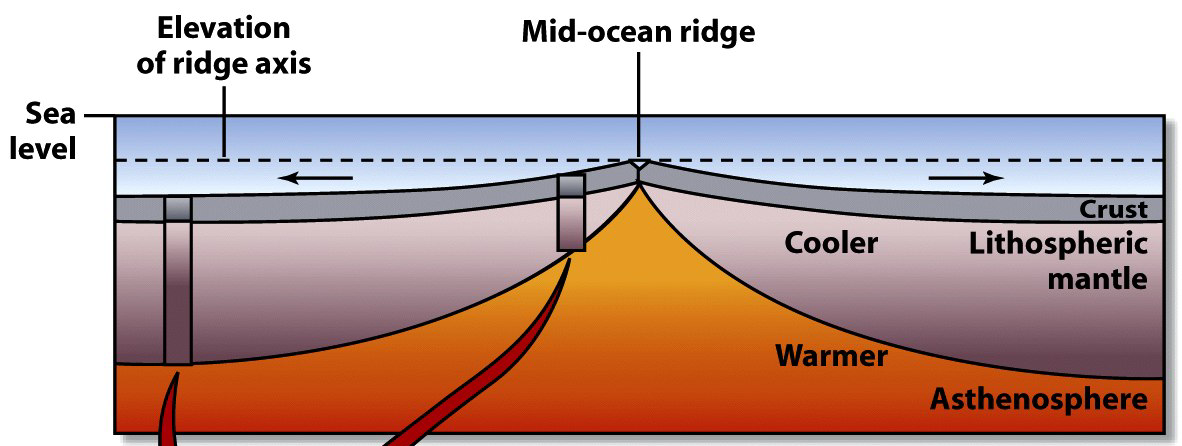 Elevation
of ridge axis
Mid-ocean ridge
Sea
level
Crust
Cooler
Lithospheric
mantle
Warmer
Asthenosphere